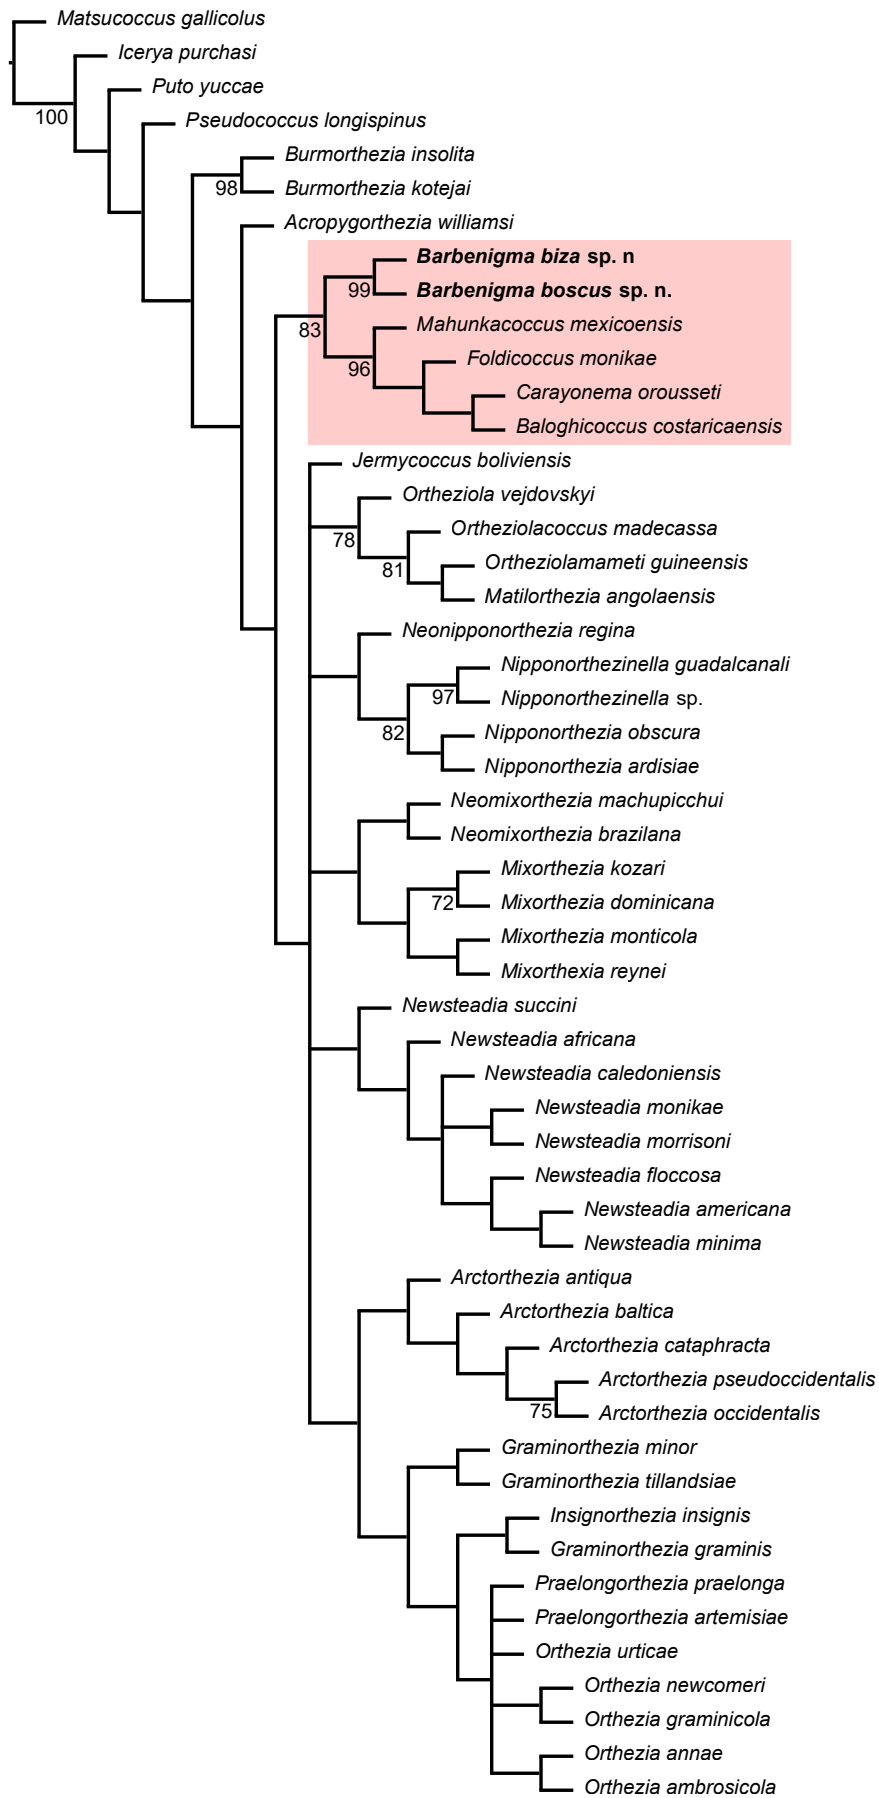 Matsucoccus gallicolus
Icerya purchasi
Puto yuccae
100
Pseudococcus longispinus
Burmorthezia insolita
98
Burmorthezia kotejai
Acropygorthezia williamsi
Barbenigma biza sp. n
99
Barbenigma boscus sp. n.
83
Mahunkacoccus mexicoensis
Foldicoccus monikae
96
Carayonema orousseti
Baloghicoccus costaricaensis
Jermycoccus boliviensis
Ortheziola vejdovskyi
78
Ortheziolacoccus madecassa
81
Ortheziolamameti guineensis
Matilorthezia angolaensis
Neonipponorthezia regina
Nipponorthezinella guadalcanali
97
Nipponorthezinella sp.
82
Nipponorthezia obscura
Nipponorthezia ardisiae
Neomixorthezia machupicchui
Neomixorthezia brazilana
Mixorthezia kozari
72
Mixorthezia dominicana
Mixorthezia monticola
Mixorthexia reynei
Newsteadia succini
Newsteadia africana
Newsteadia caledoniensis
Newsteadia monikae
Newsteadia morrisoni
Newsteadia floccosa
Newsteadia americana
Newsteadia minima
Arctorthezia antiqua
Arctorthezia baltica
Arctorthezia cataphracta
Arctorthezia pseudoccidentalis
75
Arctorthezia occidentalis
Graminorthezia minor
Graminorthezia tillandsiae
Insignorthezia insignis
Graminorthezia graminis
Praelongorthezia praelonga
Praelongorthezia artemisiae
Orthezia urticae
Orthezia newcomeri
Orthezia graminicola
Orthezia annae
Orthezia ambrosicola